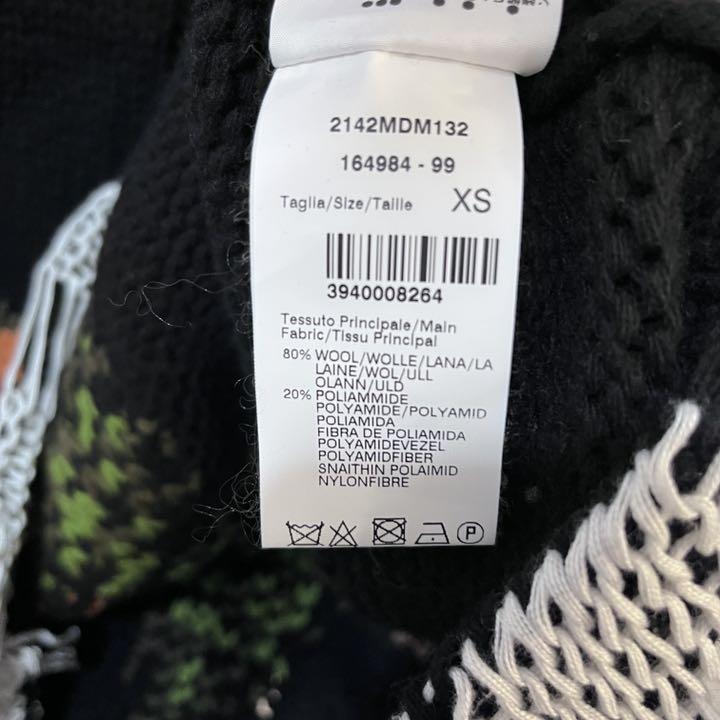 2142MDM132
164984 - 99
Taglia/Size/Taille XS
3940008264
Tessuto Principale/Main
Fabric/Tissu Principal
80% WOOL/WOLLE/LANA/LA
LAINE/WOL/ULL
OLANN/ULD
20% POLIAMMIDE
POLYAMIDE/POLYAMID
POLIAMIDA
FIBRA DE POLIAMIDA
POLYAMIDEVEZEL
POLYAMIDFIBER
SNAITHIN POLAIMID
NYLONFIBRE
P